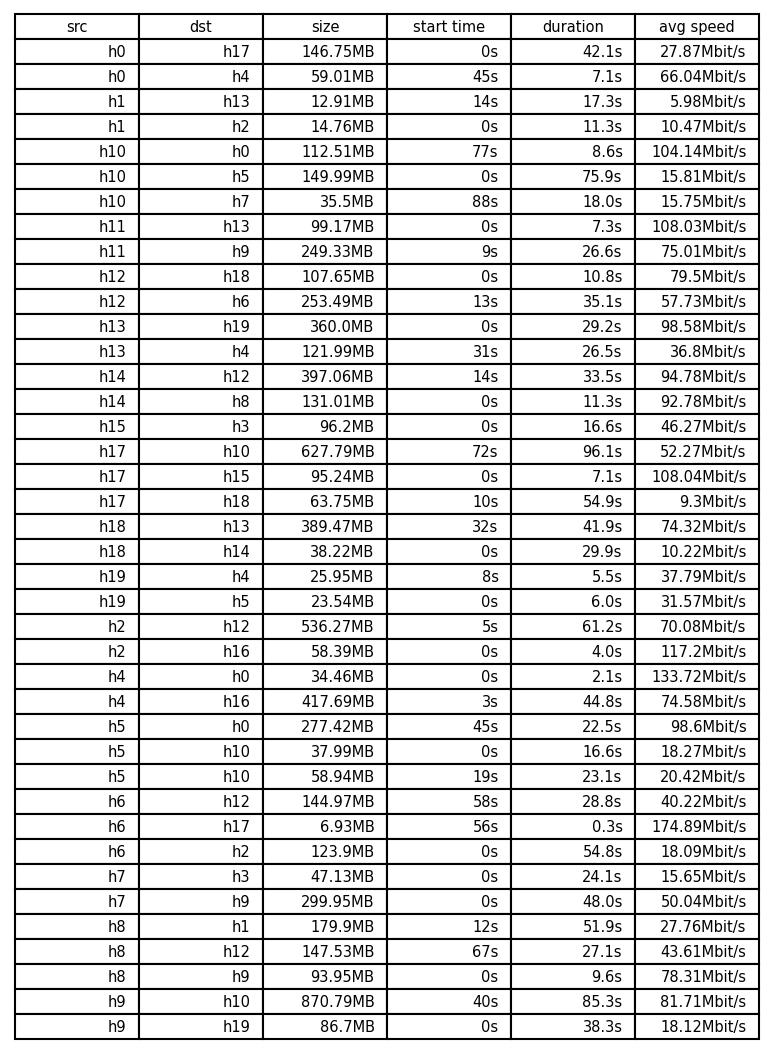 src dst size start time duration avg speed
h0 h17 146.75MB 0s 42.1s 27.87Mbit/s
h0 h4 59.01MB 45s 7.1s 66.04Mbit/s
h1 h13 12.91MB 14s 17.3s 5.98Mbit/s
h1 h2 14.76MB 0s 11.3s 10.47Mbit/s
h10 h0 112.51MB 77s 8.6s 104.14Mbit/s
h10 h5 149.99MB 0s 75.9s 15.81Mbit/s
h10 h7 35.5MB 88s 18.0s 15.75Mbit/s
h11 h13 99.17MB 0s 7.3s 108.03Mbit/s
h11 h9 249.33MB 9s 26.6s 75.01Mbit/s
h12 h18 107.65MB 0s 10.8s 79.5Mbit/s
h12 h6 253.49MB 13s 35.1s 57.73Mbit/s
h13 h19 360.0MB 0s 29.2s 98.58Mbit/s
h13 h4 121.99MB 31s 26.5s 36.8Mbit/s
h14 h12 397.06MB 14s 33.5s 94.78Mbit/s
h14 h8 131.01MB 0s 11.3s 92.78Mbit/s
h15 h3 96.2MB 0s 16.6s 46.27Mbit/s
h17 h10 627.79MB 72s 96.1s 52.27Mbit/s
h17 h15 95.24MB 0s 7.1s 108.04Mbit/s
h17 h18 63.75MB 10s 54.9s 9.3Mbit/s
h18 h13 389.47MB 32s 41.9s 74.32Mbit/s
h18 h14 38.22MB 0s 29.9s 10.22Mbit/s
h19 h4 25.95MB 8s 5.5s 37.79Mbit/s
h19 h5 23.54MB 0s 6.0s 31.57Mbit/s
h2 h12 536.27MB 5s 61.2s 70.08Mbit/s
h2 h16 58.39MB 0s 4.0s 117.2Mbit/s
h4 h0 34.46MB 0s 2.1s 133.72Mbit/s
h4 h16 417.69MB 3s 44.8s 74.58Mbit/s
h5 h0 277.42MB 45s 22.5s 98.6Mbit/s
h5 h10 37.99MB 0s 16.6s 18.27Mbit/s
h5 h10 58.94MB 19s 23.1s 20.42Mbit/s
h6 h12 144.97MB 58s 28.8s 40.22Mbit/s
h6 h17 6.93MB 56s 0.3s 174.89Mbit/s
h6 h2 123.9MB 0s 54.8s 18.09Mbit/s
h7 h3 47.13MB 0s 24.1s 15.65Mbit/s
h7 h9 299.95MB 0s 48.0s 50.04Mbit/s
h8 h1 179.9MB 12s 51.9s 27.76Mbit/s
h8 h12 147.53MB 67s 27.1s 43.61Mbit/s
h8 h9 93.95MB 0s 9.6s 78.31Mbit/s
h9 h10 870.79MB 40s 85.3s 81.71Mbit/s
h9 h19 86.7MB 0s 38.3s 18.12Mbit/s